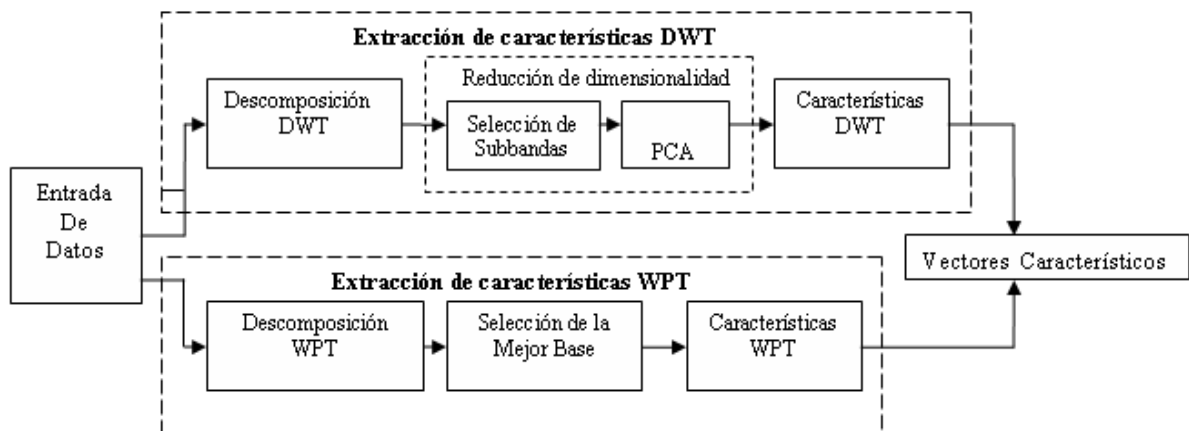 Extracción de características DWT
Reducción de dimensionalidad
Descomposición
DWT
Selección de
Subbandas
PCA
Características
DWT
Entrada
De
Datos
Vectores Característicos
Extracción de características WPT
Descomposición
WPT
Selección de la
Mejor Base
Características
WPT